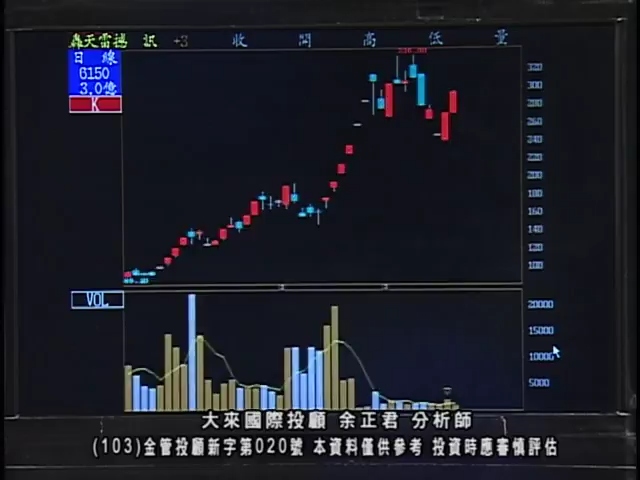 轟天雷撼 訊 +3 收 開 高 低 量
日 線
6150
3.0億
K
320
300
280
260
240
220
200
180
160
140
120
100
VOL
20000
15000
10000
5000
大來國際投顧 余正君 分析師
(103)金管投顧新字第020號 本資料僅供參考 投資時應審慎評估